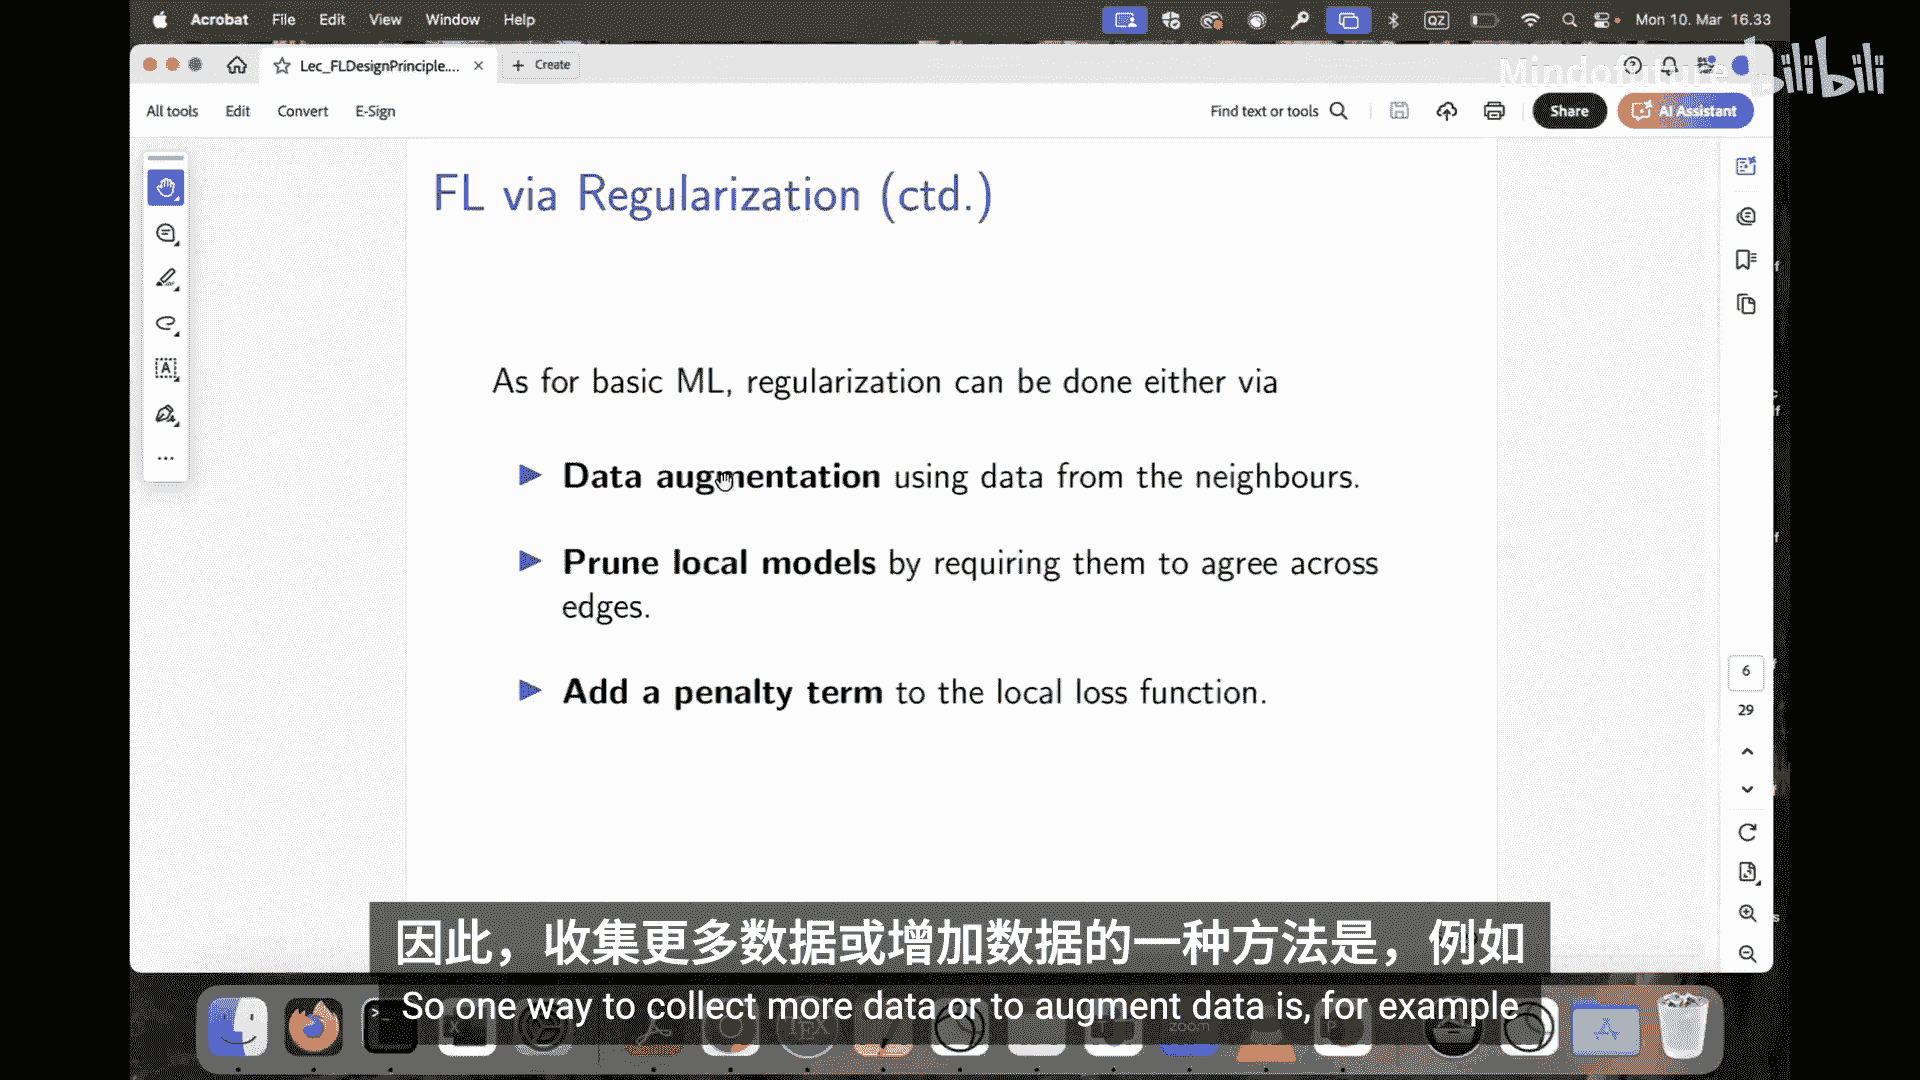 Acrobat File Edit View Window Help
QZ
Mon 10. Mar 16.33
Lec_FLDesignPrinciple....
Create
Mindofuture bilibili
All tools Edit Convert E-Sign
Find text or tools
Share
AI Assistant
FL via Regularization (ctd.)
As for basic ML, regularization can be done either via
Data augmentation using data from the neighbours.
Prune local models by requiring them to agree across
edges.
Add a penalty term to the local loss function.
6
29
因此，收集更多数据或增加数据的一种方法是，例如
So one way to collect more data or to augment data is, for example
zoom